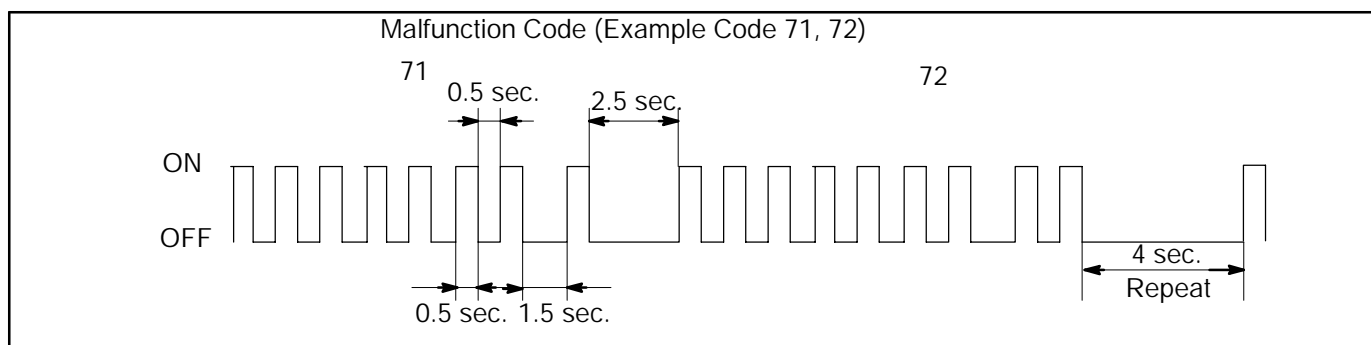 Malfunction Code (Example Code 71, 72)
71
72
0.5 sec.
2.5 sec.
ON
OFF
4 sec.
Repeat
0.5 sec.
1.5 sec.